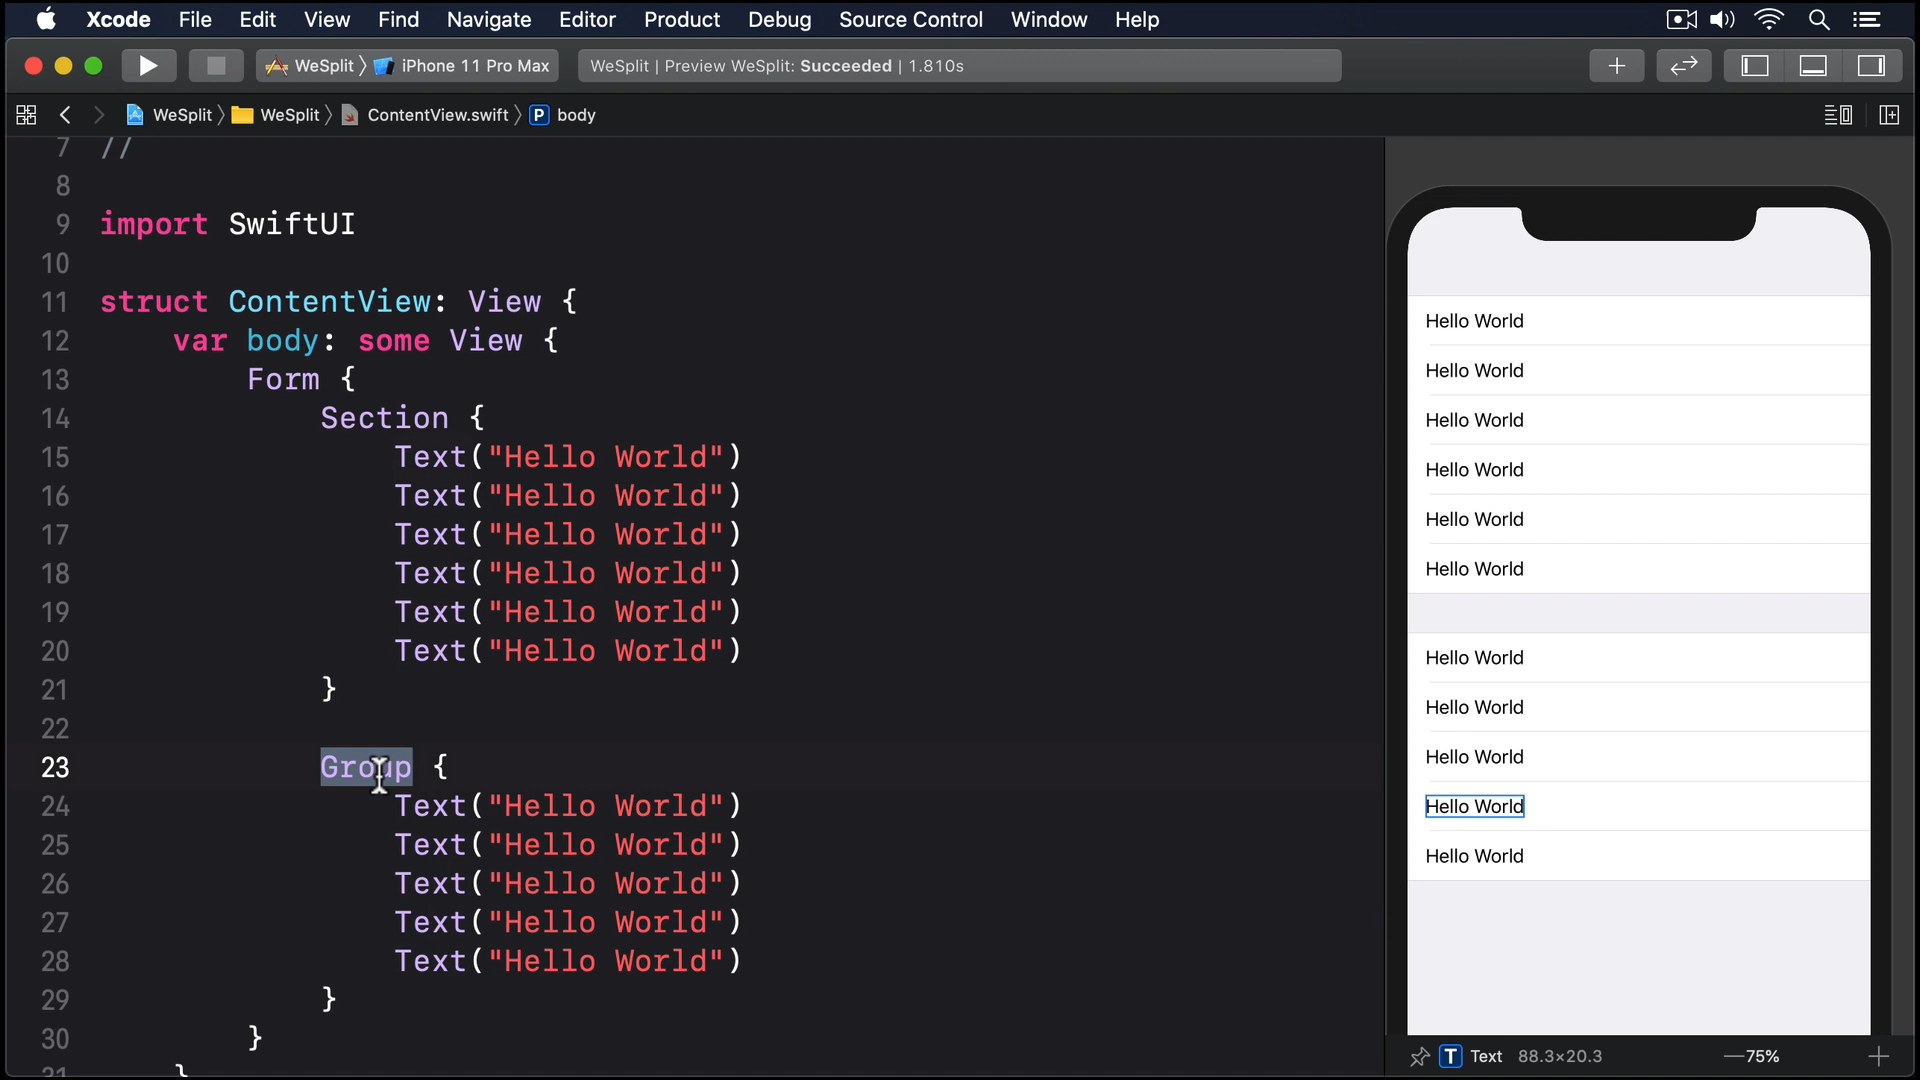 Xcode File Edit View Find Navigate Editor Product Debug Source Control Window Help
WeSplit iPhone 11 Pro Max WeSplit | Preview WeSplit: Succeeded | 1.810s
WeSplit WeSplit ContentView.swift P body
7 //
8
9 import SwiftUI
10
11 struct ContentView: View {
12 var body: some View {
13 Form {
14 Section {
15 Text("Hello World")
16 Text("Hello World")
17 Text("Hello World")
18 Text("Hello World")
19 Text("Hello World")
20 Text("Hello World")
21 }
22
23 Group {
24 Text("Hello World")
25 Text("Hello World")
26 Text("Hello World")
27 Text("Hello World")
28 Text("Hello World")
29 }
30 }
31 }
Hello World
Hello World
Hello World
Hello World
Hello World
Hello World
Hello World
Hello World
Hello World
Hello World
Hello World
T Text 88.3×20.3 — 75% +